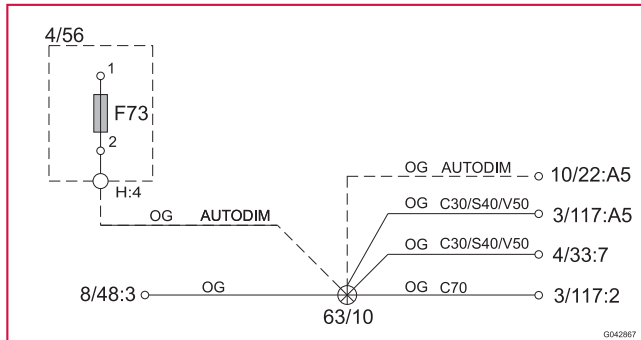 4/56
1
F73
2
H:4
OG AUTODIM
OG AUTODIM 10/22:A5
OG C30/S40/V50 3/117:A5
OG C30/S40/V50 4/33:7
8/48:3 OG OG C70 3/117:2
63/10
G042867